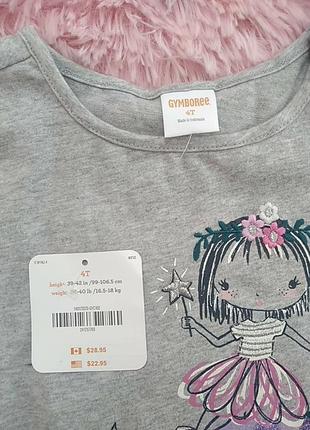 GYMBOREE
4T
Made in Indonesia
4T
height: 39-42 in /99-106.5 cm
weight: 36-40 lb /16.5-18 kg
$28.95
$22.95